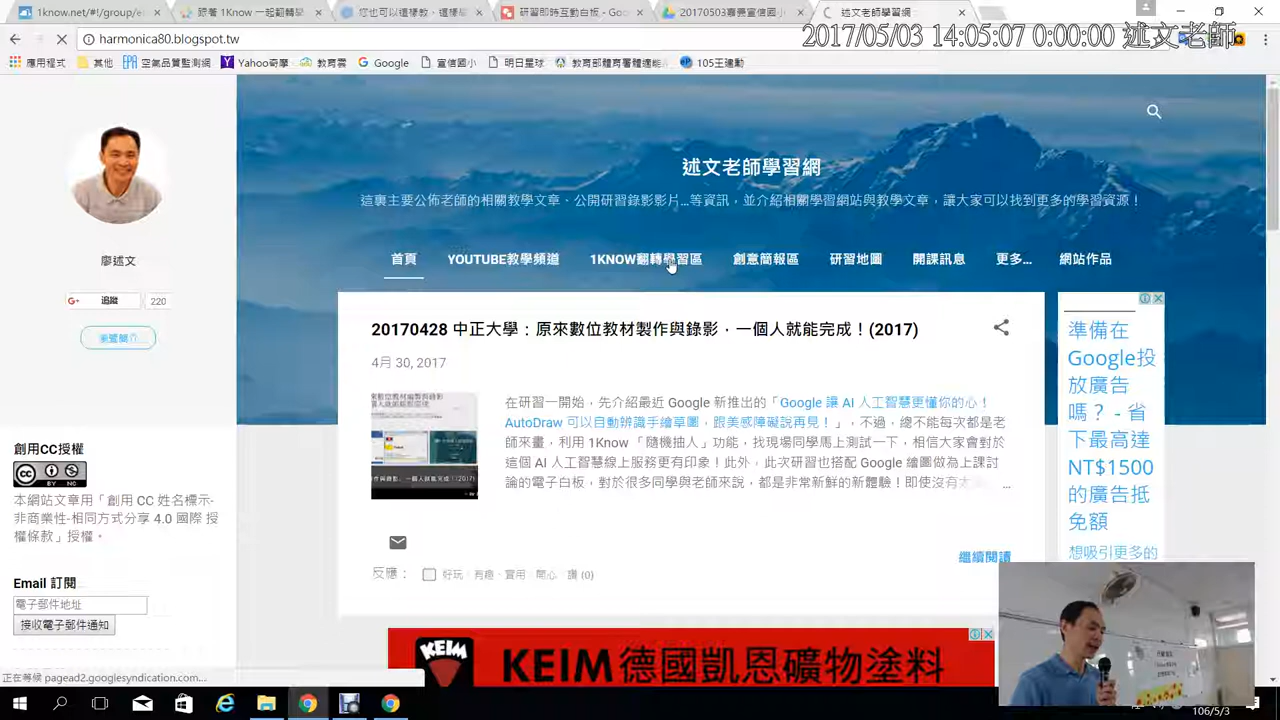 1know.net/#!/group/e
跟著 1Know 一起翻轉學
您也可以這樣教，這樣
研習即時互動白板 - Goo
20170503嘉義宣信國小
述文老師學習網
harmonica80.blogspot.tw
2017/05/03 14:05:07 0:00:00 述文老師
應用程式
其他
空氣品質監測網
Yahoo奇摩
教育雲
Google
宣信國小
明日星球
教育部體育署體適能
105王建勳
述文老師學習網
這裏主要公佈老師的相關教學文章、公開研習錄影影片...等資訊，並介紹相關學習網站與教學文章，讓大家可以找到更多的學習資源！
首頁
YOUTUBE教學頻道
1KNOW翻轉學習區
創意簡報區
研習地圖
開課訊息
更多...
網站作品
廖述文
G+ 追蹤 220
瀏覽簡介
創用CC授權
cc BY NC
本網站文章用「創用 CC 姓名標示-
非商業性-相同方式分享 4.0 國際 授
權條款」授權。
Email 訂閱
電子郵件地址
接收電子郵件通知
20170428 中正大學：原來數位教材製作與錄影，一個人就能完成！(2017)
4月 30, 2017
在研習一開始，先介紹最近 Google 新推出的「Google 讓 AI 人工智慧更懂你的心！
AutoDraw 可以自動辨識手繪草圖，跟美感障礙說再見！」，不過，總不能每次都是老
師來畫，利用 1Know 「隨機抽人」功能，找現場同學馬上測試一下，相信大家會對於
這個 AI 人工智慧線上服務更有印象！此外，此次研習也搭配 Google 繪圖做為上課討
論的電子白板，對於很多同學與老師來說，都是非常新鮮的新體驗！即使沒有太 ...
繼續閱讀
反應：
好玩、有趣、實用、開心、讚 (0)
準備在
Google投
放廣告
嗎？ - 省
下最高達
NT$1500
的廣告抵
免額
想吸引更多的
KEIM
KEIM德國凱恩礦物塗料
正在等候 pagead2.googlesyndication.com...
106/5/3